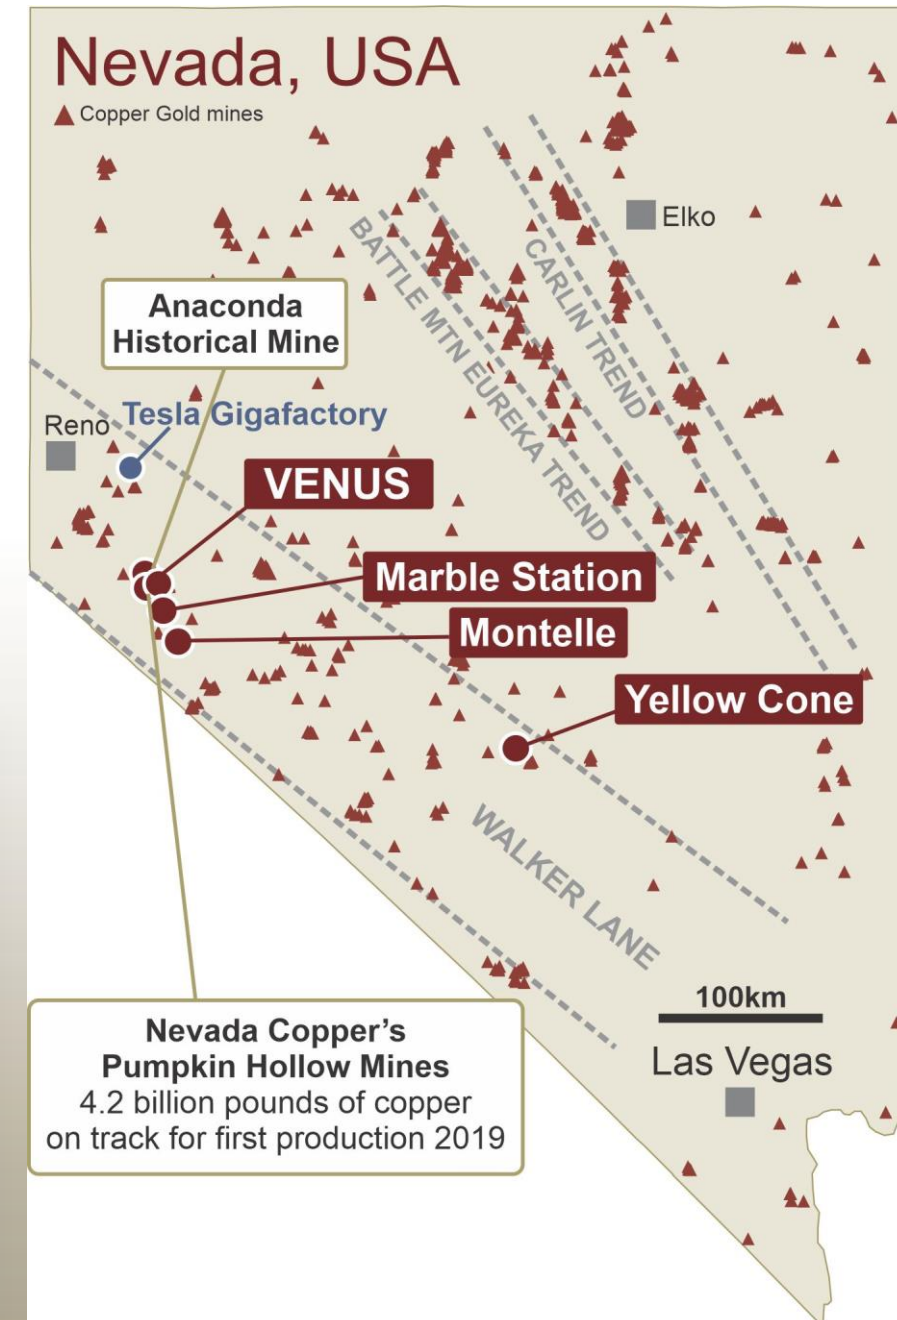 Nevada, USA
Copper Gold mines
Elko
CARLIN TREND
BATTLE MTN EUREKA TREND
Anaconda
Historical Mine
Reno
Tesla Gigafactory
VENUS
Marble Station
Montelle
Yellow Cone
WALKER LANE
100km
Las Vegas
Nevada Copper’s
Pumpkin Hollow Mines
4.2 billion pounds of copper
on track for first production 2019